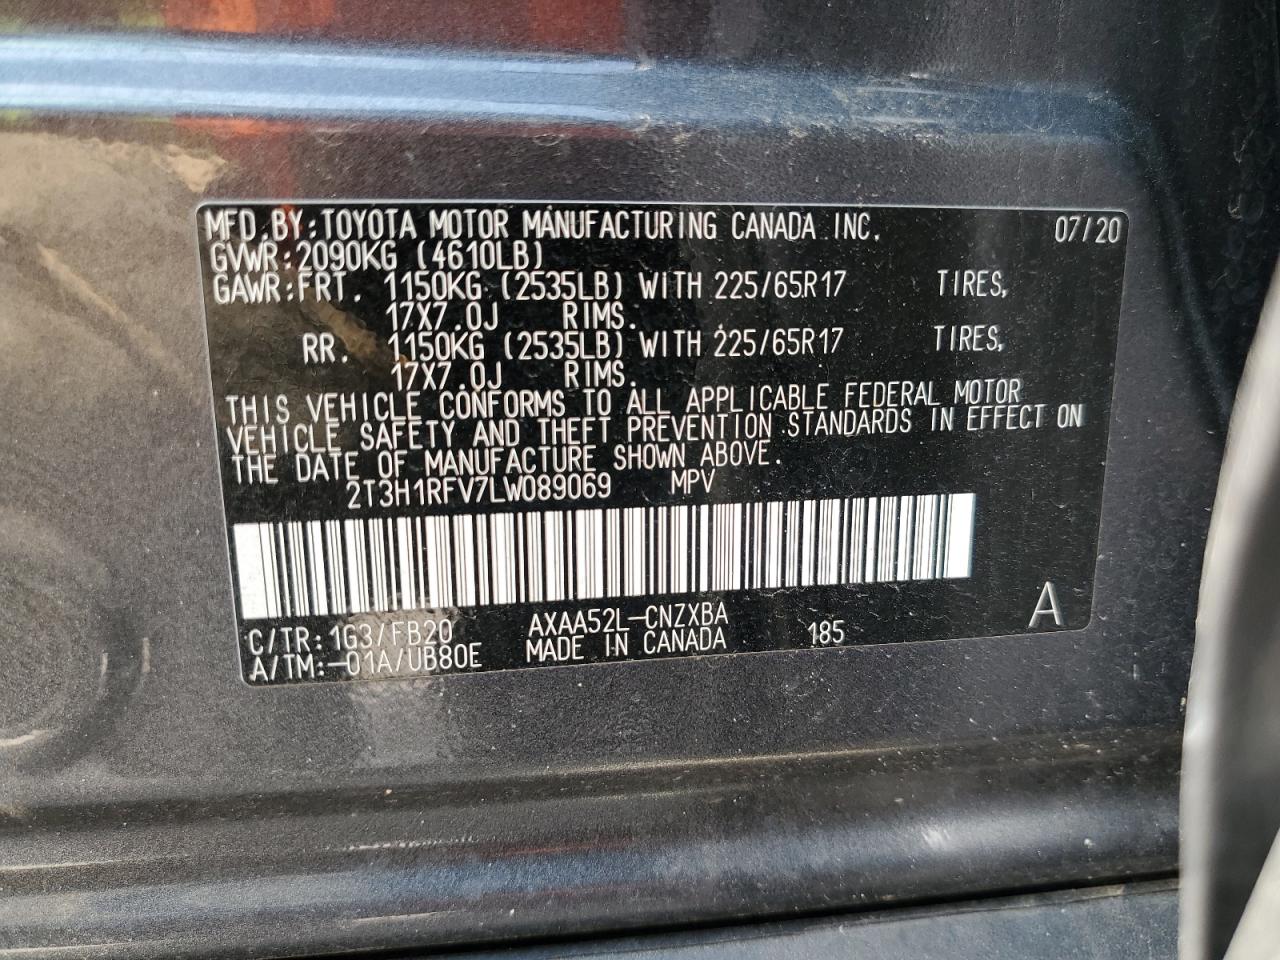 MFD.BY:TOYOTA MOTOR MANUFACTURING CANADA INC. 07/20
GVWR:2090KG (4610LB)
GAWR:FRT. 1150KG (2535LB) WITH 225/65R17 TIRES,
17X7.0J RIMS.
RR. 1150KG (2535LB) WITH 225/65R17 TIRES,
17X7.0J RIMS.
THIS VEHICLE CONFORMS TO ALL APPLICABLE FEDERAL MOTOR
VEHICLE SAFETY AND THEFT PREVENTION STANDARDS IN EFFECT ON
THE DATE OF MANUFACTURE SHOWN ABOVE.
2T3H1RFV7LW089069 MPV
C/TR:1G3/FB20 AXAA52L-CNZXBA 185 A
A/TM:-01A/UB80E MADE IN CANADA